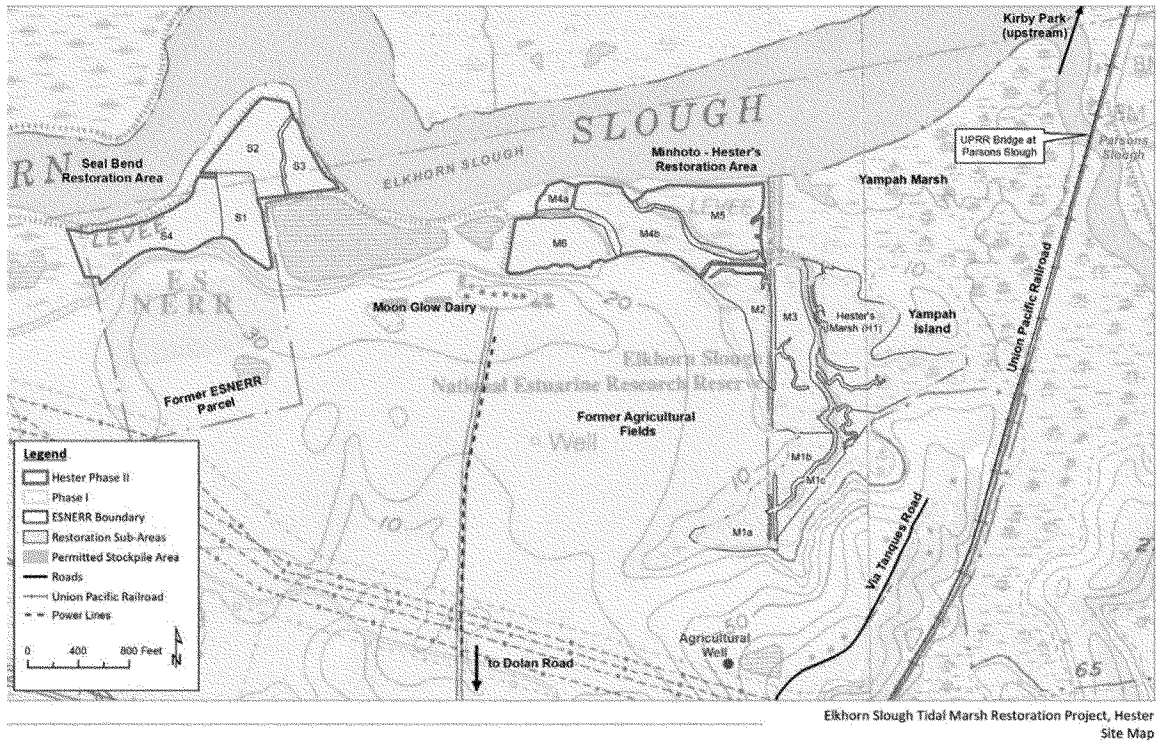 Kirby Park
(upstream)
SLOUGH
ERN
ELKHORN SLOUGH
Seal Bend
Restoration Area
Minhoto - Hester's
Restoration Area
UPRR Bridge at
Parsons Slough
Parsons
Slough
Yampah Marsh
S2
S3
S1
S4
LEVEE
M4a
M4b
M5
M6
LEVEE
ES
NERR
30
Moon Glow Dairy
20
10
M2
M3
Hester's
Marsh (H1)
Yampah
Island
Union Pacific Railroad
Elkhorn Slough
National Estuarine Research Reserve
Former ESNERR
Parcel
Former Agricultural
Fields
Well
M1b
M1c
M1a
10
10
Via Tanques Road
Agricultural
Well
50
65
to Dolan Road
Legend
Hester Phase II
Phase I
ESNERR Boundary
Restoration Sub-Areas
Permitted Stockpile Area
Roads
Union Pacific Railroad
Power Lines
0 400 800 Feet
N
Elkhorn Slough Tidal Marsh Restoration Project, Hester
Site Map